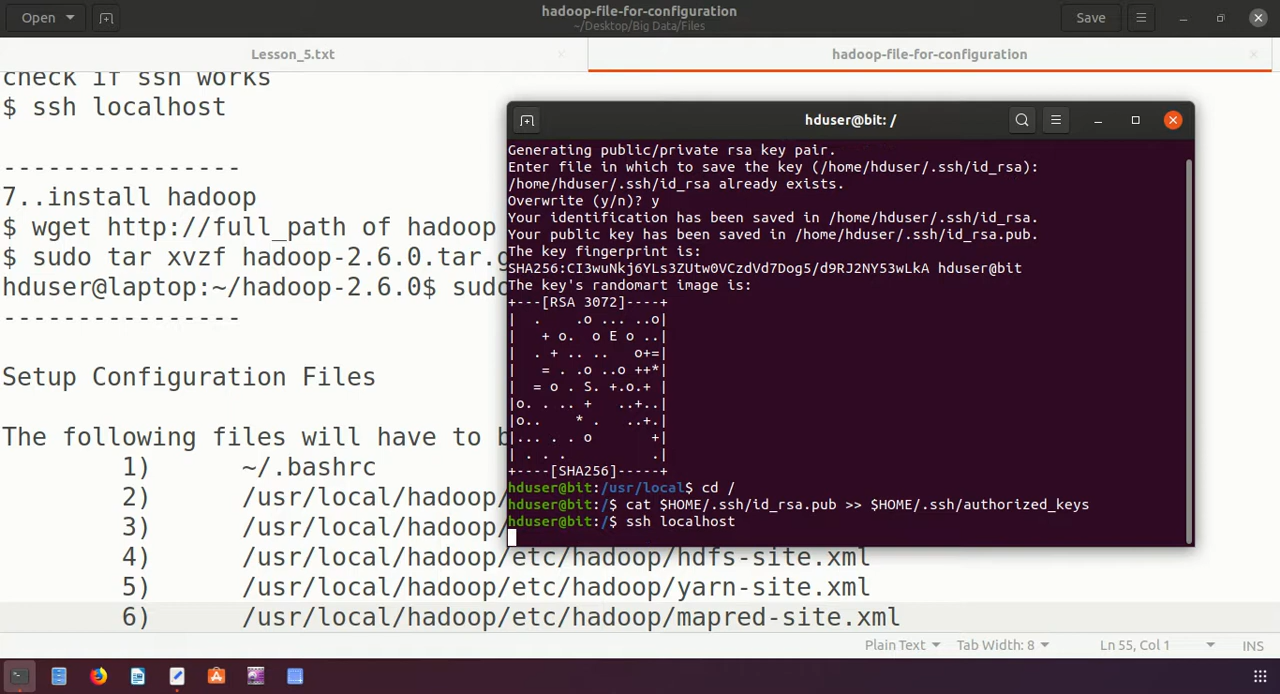 Open
hadoop-file-for-configuration
~/Desktop/Big Data/Files
Save
Lesson_5.txt
hadoop-file-for-configuration
check if ssh works
$ ssh localhost
---------------
7..install hadoop
$ wget http://full_path of hadoop
$ sudo tar xvzf hadoop-2.6.0.tar.g
hduser@laptop:~/hadoop-2.6.0$ sudo
---------------
Setup Configuration Files
The following files will have to b
1) ~/.bashrc
2) /usr/local/hadoop/
3) /usr/local/hadoop/
4) /usr/local/hadoop/etc/hadoop/hdfs-site.xml
5) /usr/local/hadoop/etc/hadoop/yarn-site.xml
6) /usr/local/hadoop/etc/hadoop/mapred-site.xml
hduser@bit: /
Generating public/private rsa key pair.
Enter file in which to save the key (/home/hduser/.ssh/id_rsa):
/home/hduser/.ssh/id_rsa already exists.
Overwrite (y/n)? y
Your identification has been saved in /home/hduser/.ssh/id_rsa.
Your public key has been saved in /home/hduser/.ssh/id_rsa.pub.
The key fingerprint is:
SHA256:CI3wuNkj6YLs3ZUtw0VCzdVd7Dog5/d9RJ2NY53wLkA hduser@bit
The key's randomart image is:
+---[RSA 3072]----+
|  .    .o ... ..o|
|   + o.  o E o ..|
|  . + .. ..   o+=|
|   = . .o ..o ++*|
|  = o . S. +.o.+ |
|o. . .. +   ..+..|
|o..    * .   ..+.|
|... . . o       +|
| . . .          .|
+----[SHA256]-----+
hduser@bit:/usr/local$ cd /
hduser@bit:/$ cat $HOME/.ssh/id_rsa.pub >> $HOME/.ssh/authorized_keys
hduser@bit:/$ ssh localhost
Plain Text
Tab Width: 8
Ln 55, Col 1
INS